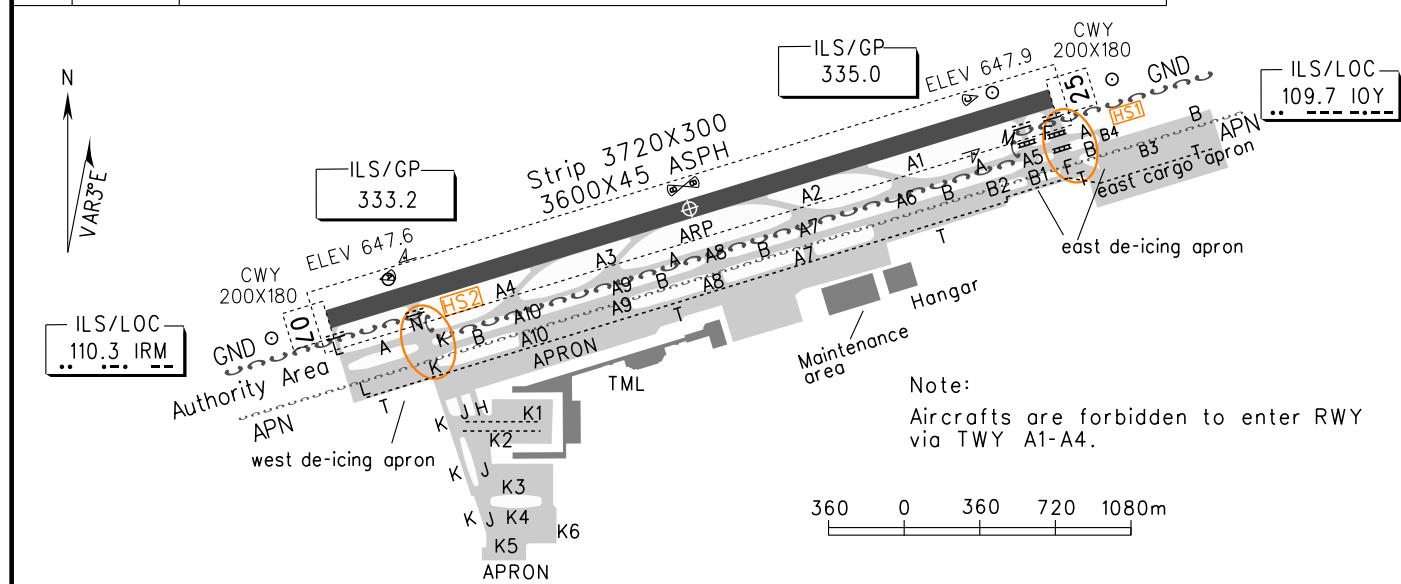 N
VAR3°E
ILS/GP
333.2
ILS/GP
335.0
CWY
200X180
ILS/LOC
109.7 IOY
ELEV 647.9
25
GND
HS1
Strip 3720X300
3600X45 ASPH
ARP
ELEV 647.6
CWY
200X180
07
ILS/LOC
110.3 IRM
GND
Authority Area
APN
HS2
A1
A2
A3
A4
A
A5
M
F
A
B4
B
B3
B
APN
T
east cargo apron
B
F
T
B1
B2
B
A6
A7
B
A8
A
A9
B
A10
B
K
N
A
L
L
T
K
A10
A9
A8
A7
T
T
east de-icing apron
west de-icing apron
APRON
TML
Maintenance
area
Hangar
K
J
H
K1
K2
K
J
K3
K
J
K4
K5
K6
APRON
Note:
Aircrafts are forbidden to enter RWY
via TWY A1-A4.
360 0 360 720 1080m